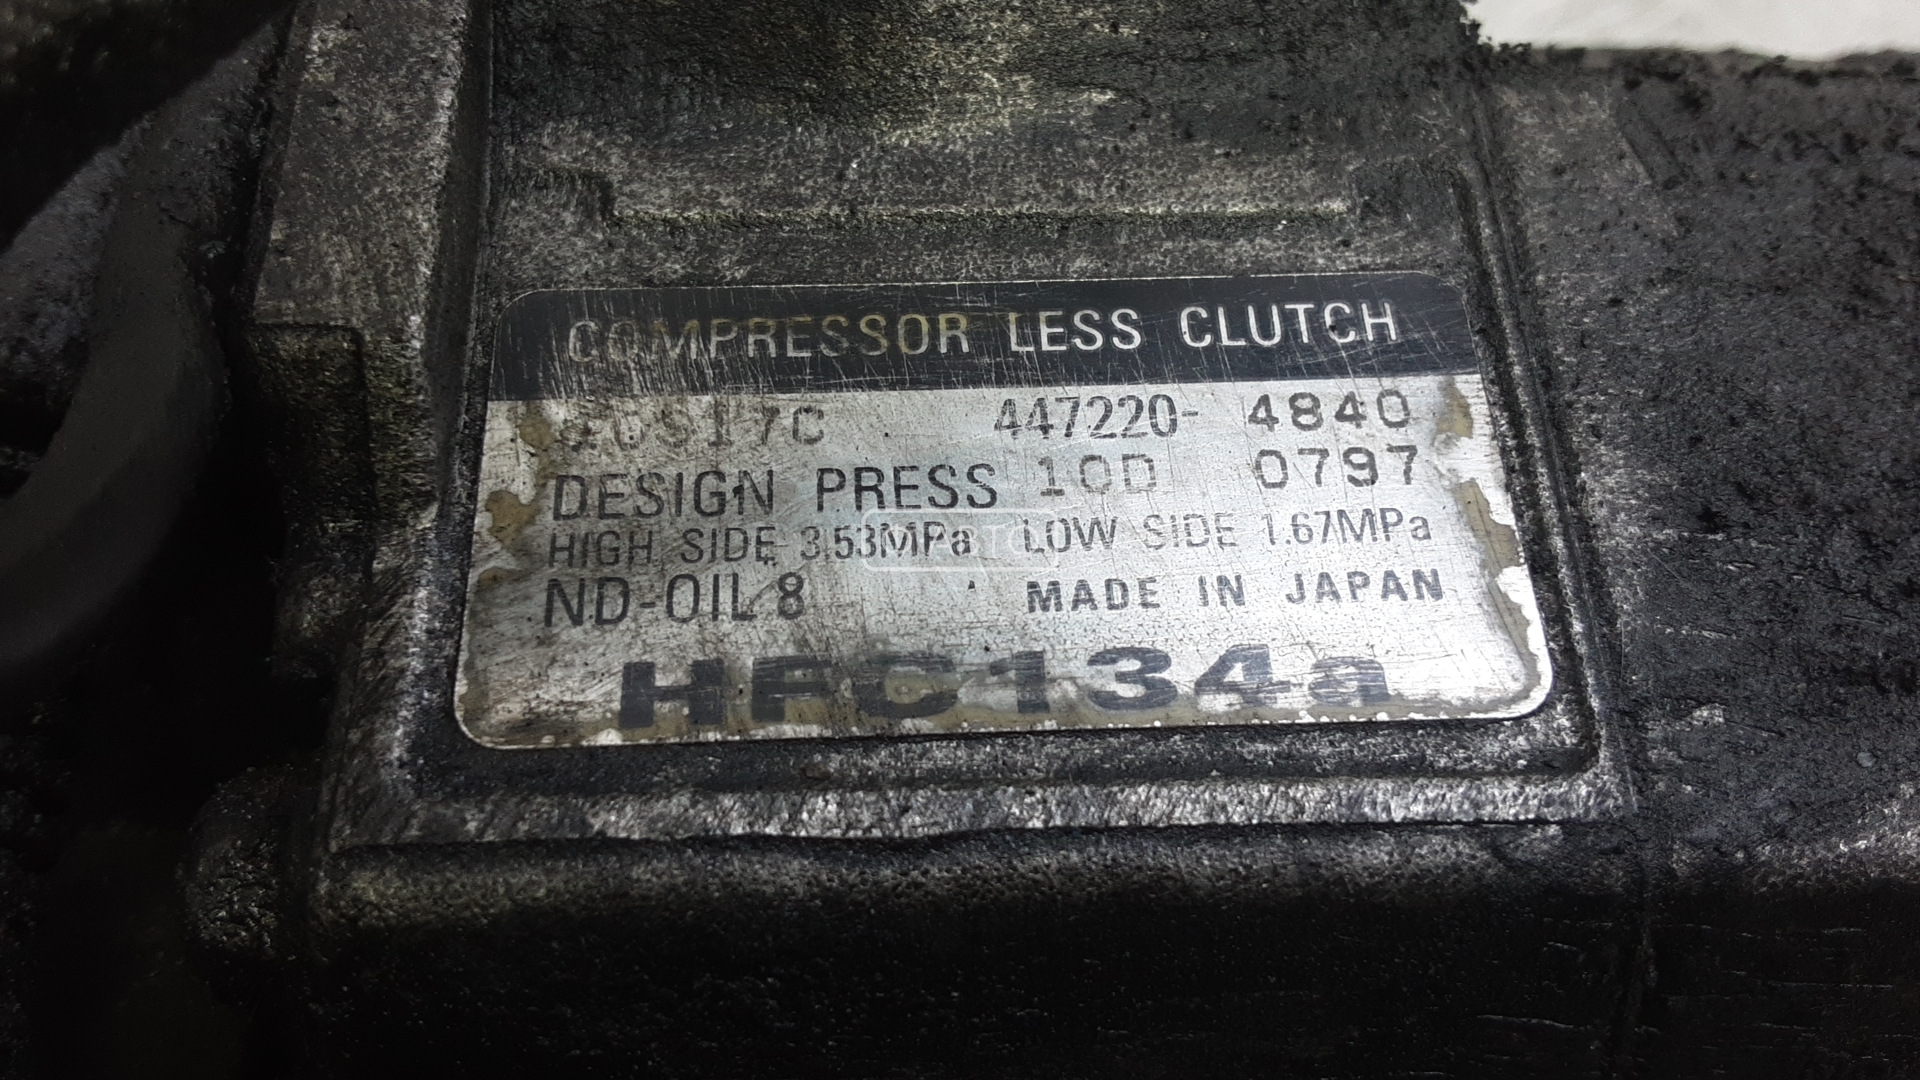 COMPRESSOR LESS CLUTCH
10S17C 447220- 4840
DESIGN PRESS 10D 0797
HIGH SIDE 3.53MPa LOW SIDE 1.67MPa
ND-OIL 8 MADE IN JAPAN
HFC134a